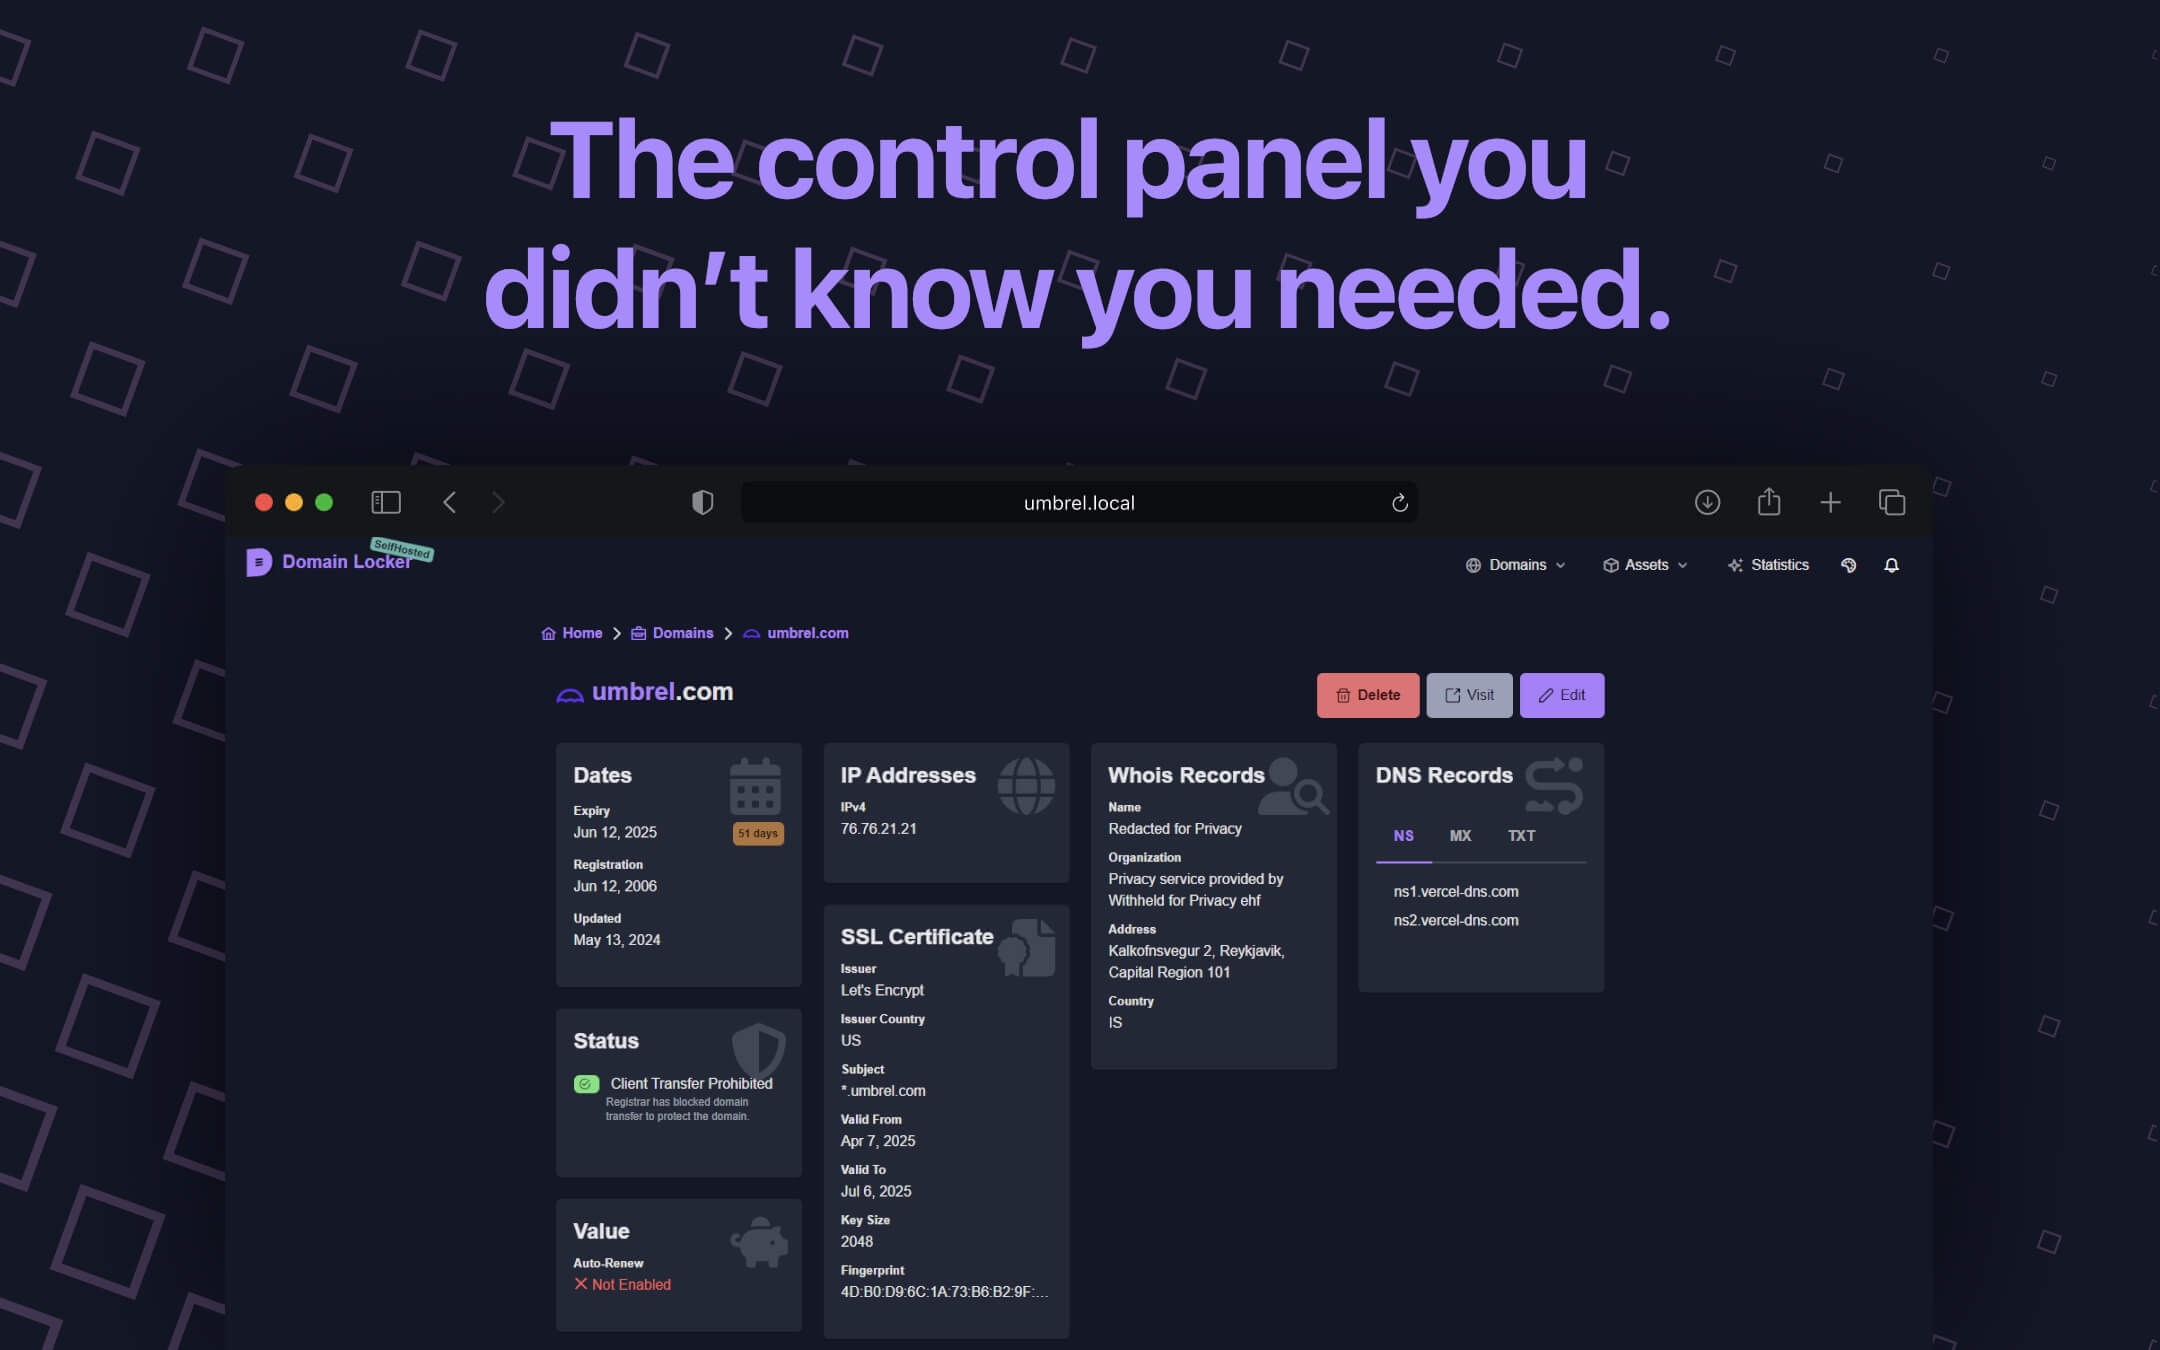 The control panel you
didn’t know you needed.
umbrel.local
Domain Locker
SelfHosted
Domains
Assets
Statistics
Home
Domains
umbrel.com
umbrel.com
Delete
Visit
Edit
Dates
Expiry
Jun 12, 2025
51 days
Registration
Jun 12, 2006
Updated
May 13, 2024
Status
Client Transfer Prohibited
Registrar has blocked domain
transfer to protect the domain.
Value
Auto-Renew
Not Enabled
IP Addresses
IPv4
76.76.21.21
SSL Certificate
Issuer
Let's Encrypt
Issuer Country
US
Subject
*.umbrel.com
Valid From
Apr 7, 2025
Valid To
Jul 6, 2025
Key Size
2048
Fingerprint
4D:B0:D9:6C:1A:73:B6:B2:9F:...
Whois Records
Name
Redacted for Privacy
Organization
Privacy service provided by
Withheld for Privacy ehf
Address
Kalkofnsvegur 2, Reykjavik,
Capital Region 101
Country
IS
DNS Records
NS MX TXT
ns1.vercel-dns.com
ns2.vercel-dns.com